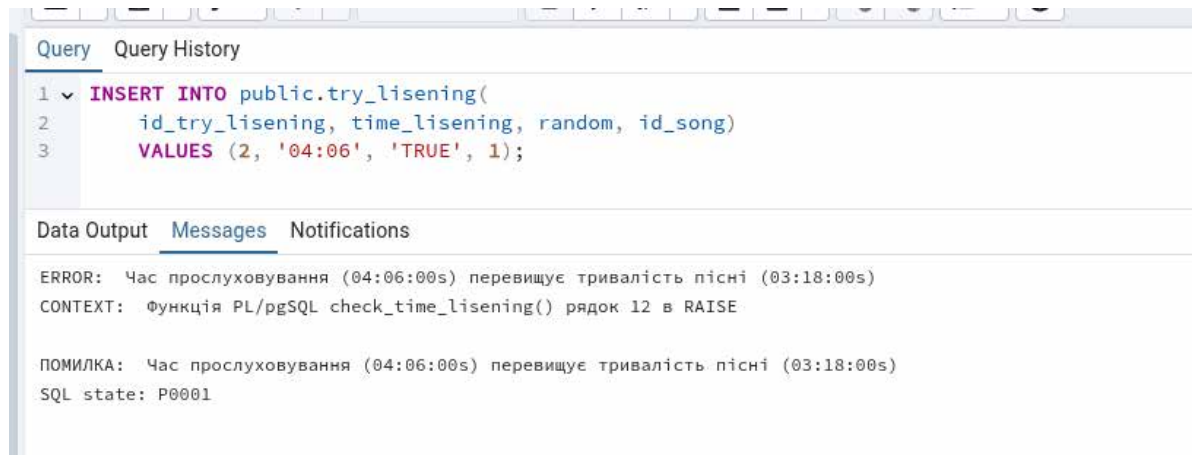 Query Query History
1 INSERT INTO public.try_lisening(
2 id_try_lisening, time_lisening, random, id_song)
3 VALUES (2, '04:06', 'TRUE', 1);
Data Output Messages Notifications
ERROR: Час прослуховування (04:06:00s) перевищує тривалість пісні (03:18:00s)
CONTEXT: Функція PL/pgSQL check_time_lisening() рядок 12 в RAISE
ПОМИЛКА: Час прослуховування (04:06:00s) перевищує тривалість пісні (03:18:00s)
SQL state: P0001